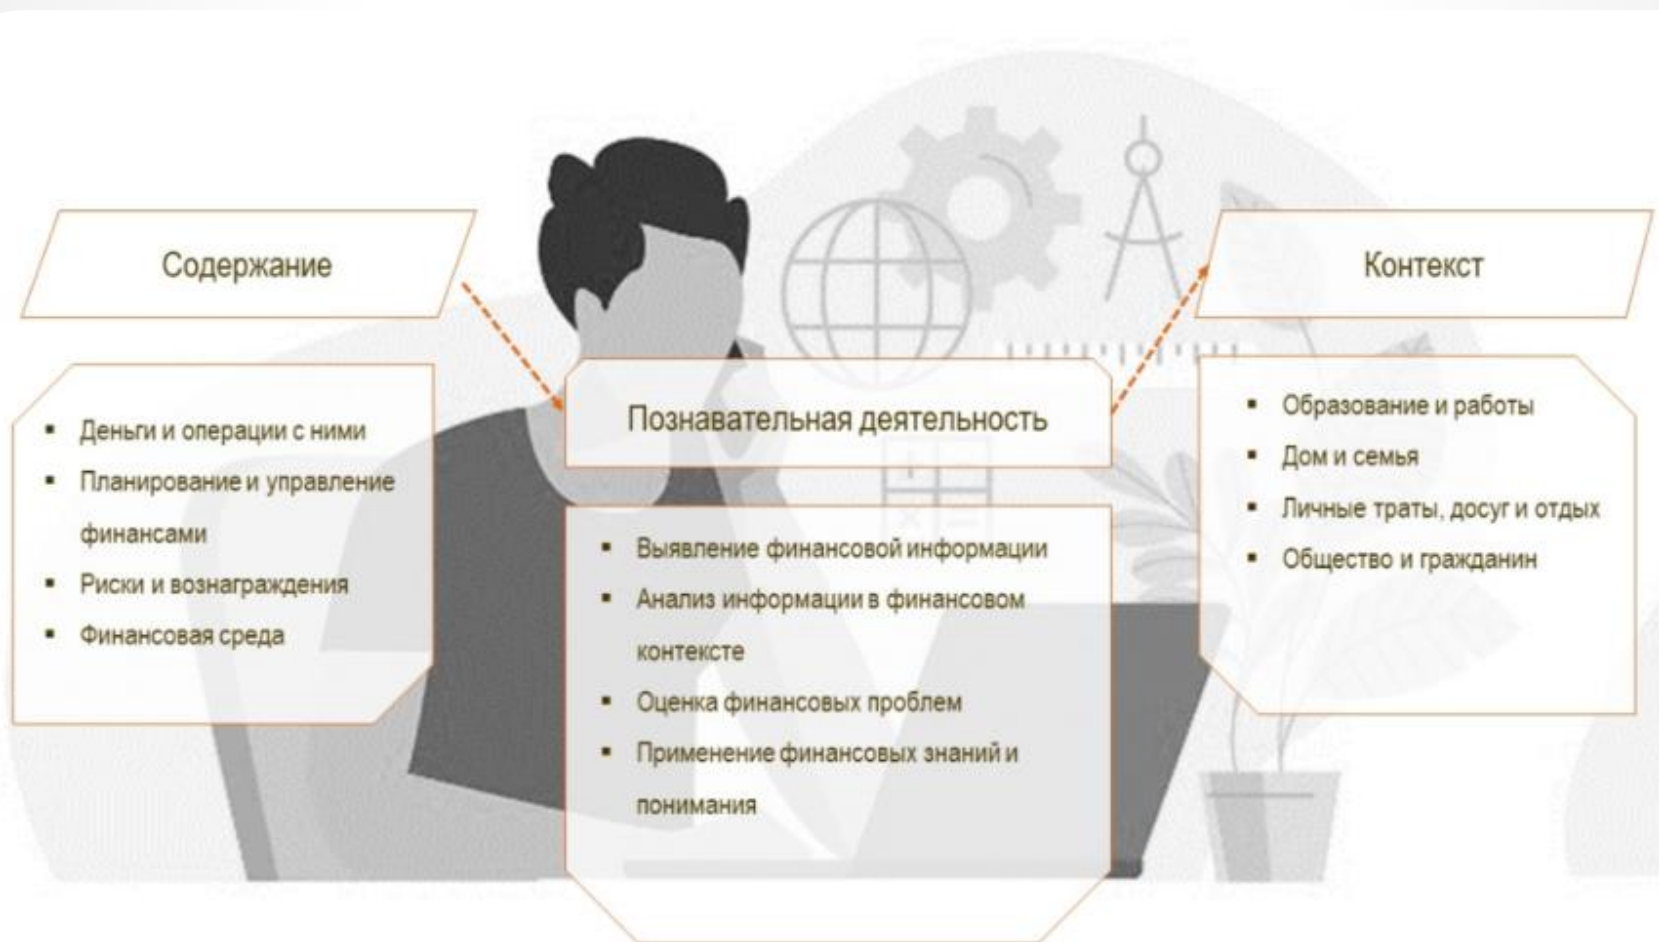 Содержание
Деньги и операции с ними
Планирование и управление
финансами
Риски и вознаграждения
Финансовая среда
Познавательная деятельность
Выявление финансовой информации
Анализ информации в финансовом
контексте
Оценка финансовых проблем
Применение финансовых знаний и
понимания
Контекст
Образование и работы
Дом и семья
Личные траты, досуг и отдых
Общество и гражданин